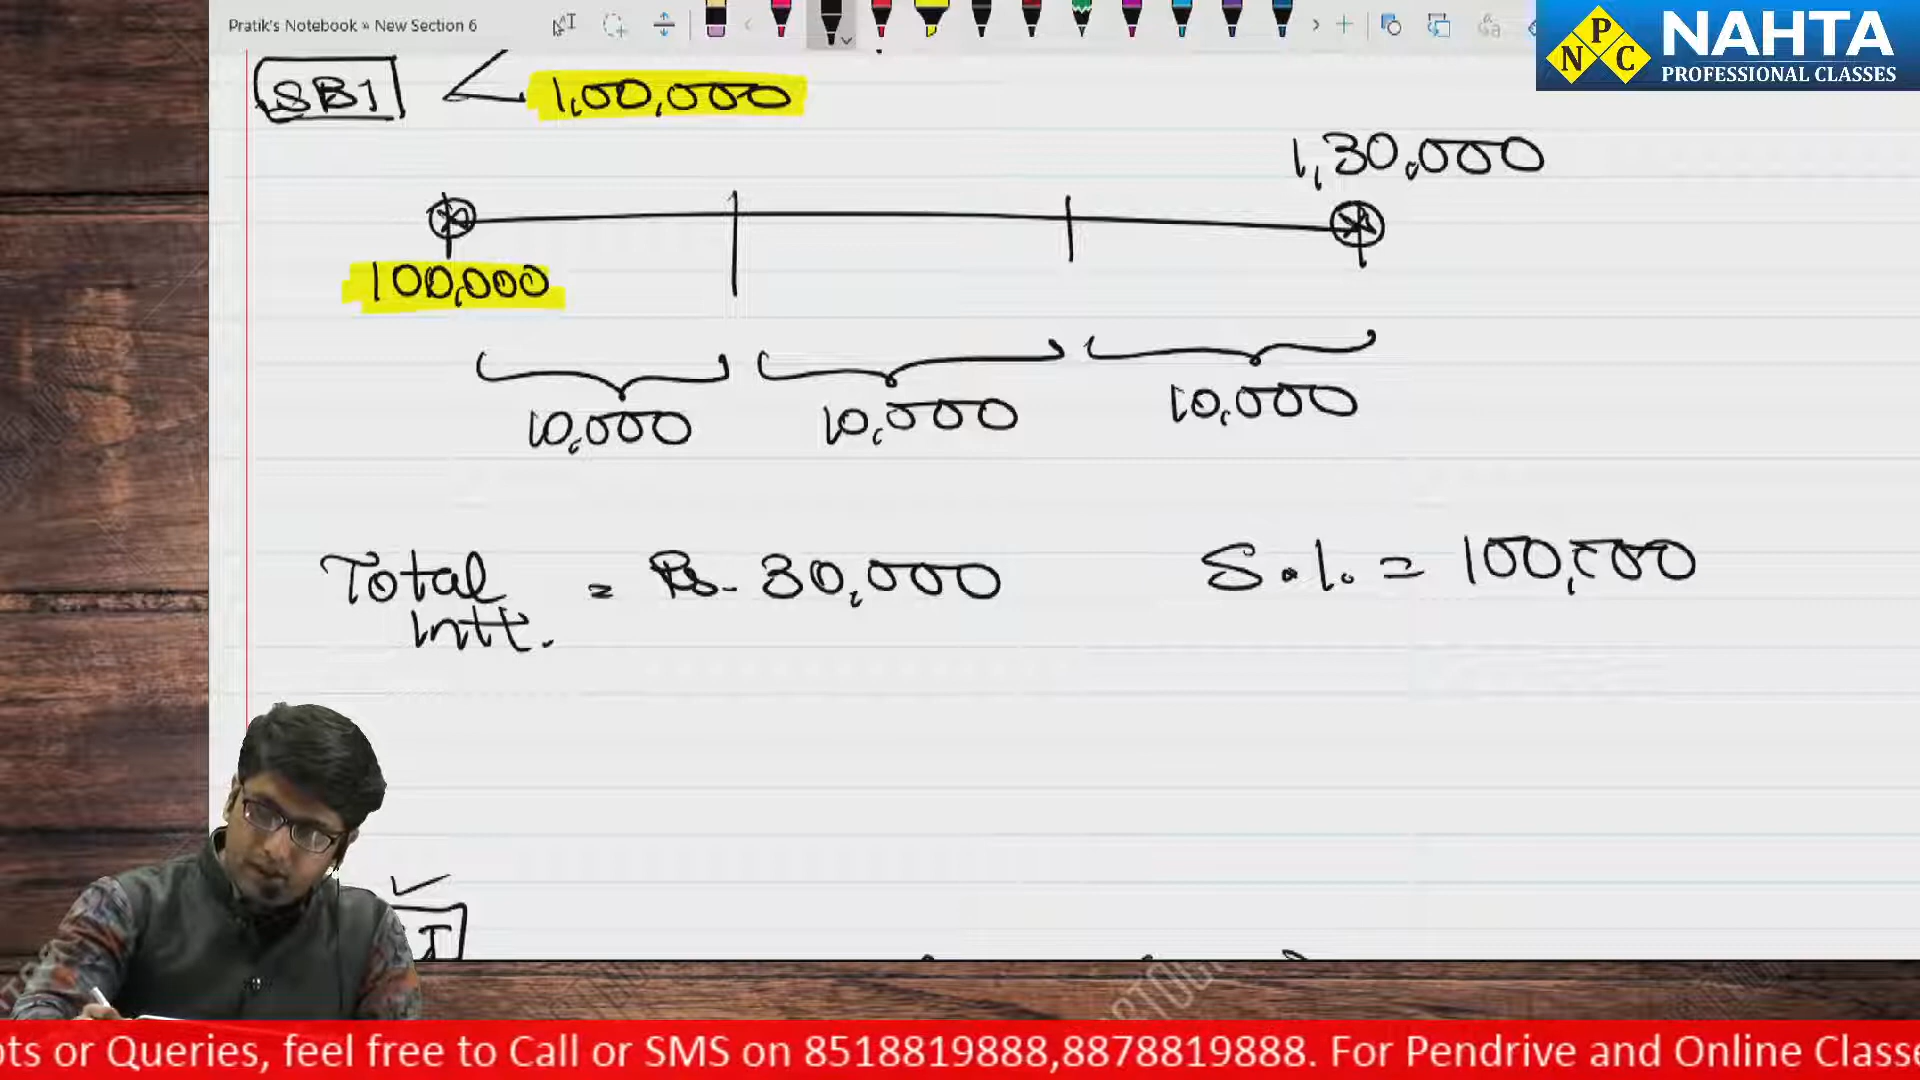 Pratik's Notebook » New Section 6
NPC
NAHTA
PROFESSIONAL CLASSES
SBI
1,00,000
1,30,000
100,000
10,000 10,000 10,000
Total = Rs. 30,000
Intt.
S.I. = 100,000
I
ots or Queries, feel free to Call or SMS on 8518819888,8878819888. For Pendrive and Online Classe